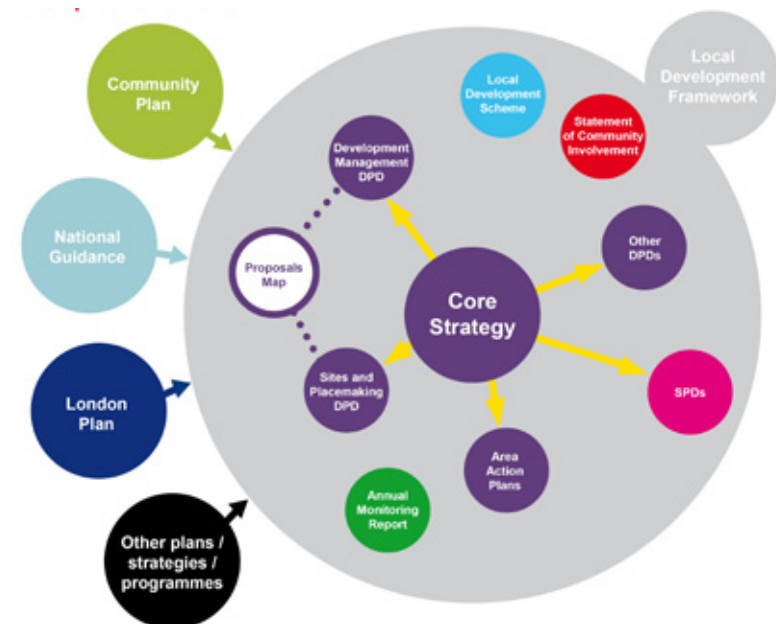 Community
Plan
National
Guidance
London
Plan
Other plans /
strategies /
programmes
Local
Development
Framework
Local
Development
Scheme
Statement
of Community
Involvement
Development
Management
DPD
Proposals
Map
Sites and
Placemaking
DPD
Core
Strategy
Other
DPDs
SPDs
Area
Action
Plans
Annual
Monitoring
Report